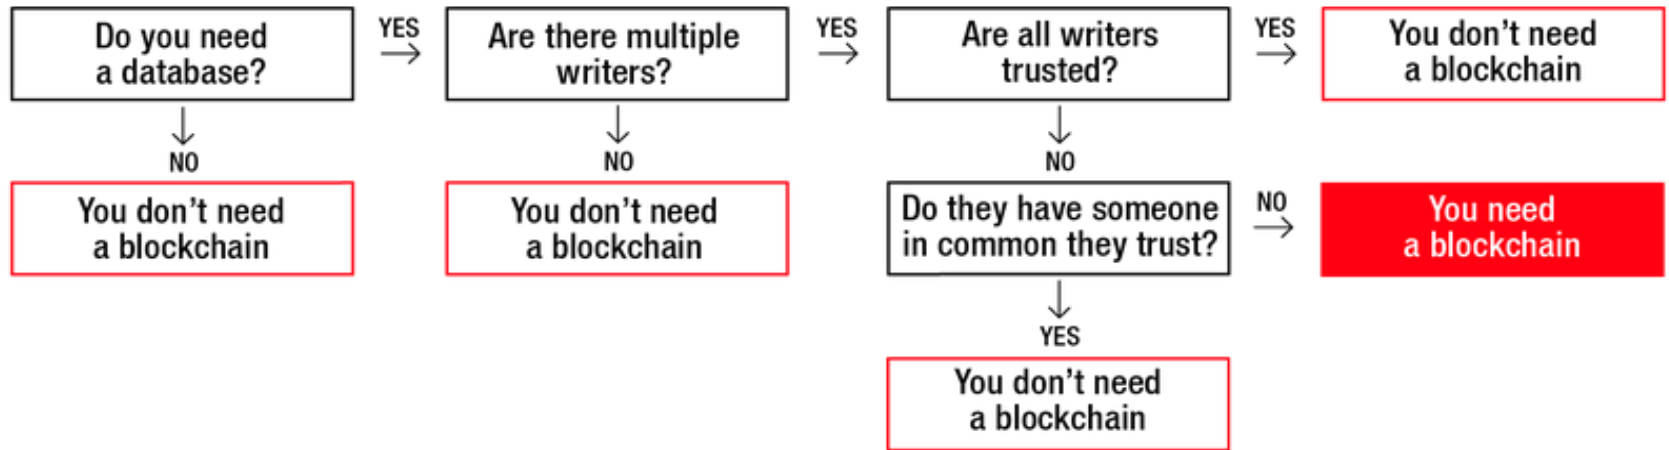 Do you need
a database?
YES
Are there multiple
writers?
YES
Are all writers
trusted?
YES
You don't need
a blockchain
NO
NO
NO
You don't need
a blockchain
You don't need
a blockchain
Do they have someone
in common they trust?
NO
You need
a blockchain
YES
You don't need
a blockchain